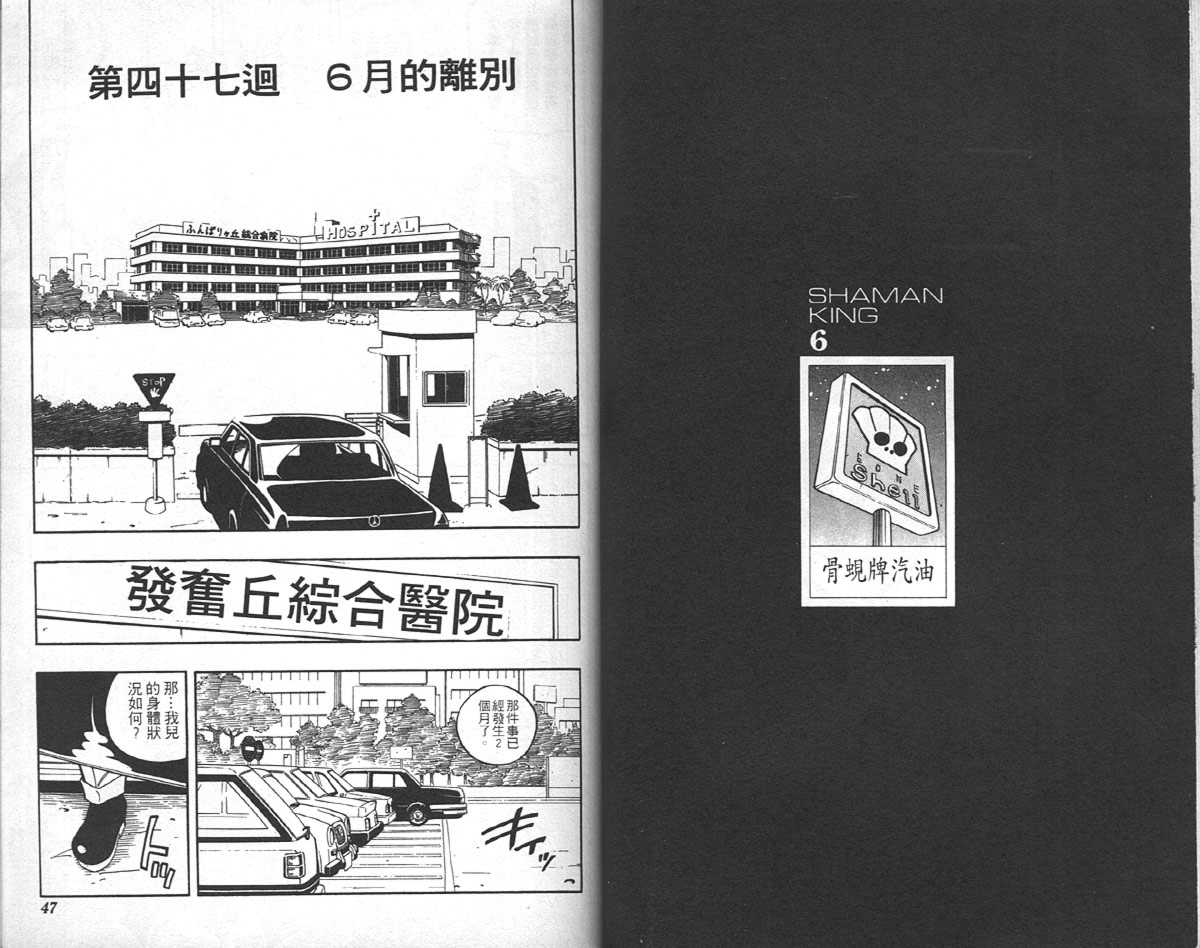 SHAMAN
KING
6
BONE
Shell
骨蜆牌汽油
第四十七迴　６月的離別
ふんばりヶ丘綜合病院
HOSPITAL
STOP
發奮丘綜合醫院
那件事已
經發生2
個月了。
キイッ
那…我兒
的身體狀
況如何?
トッ
47